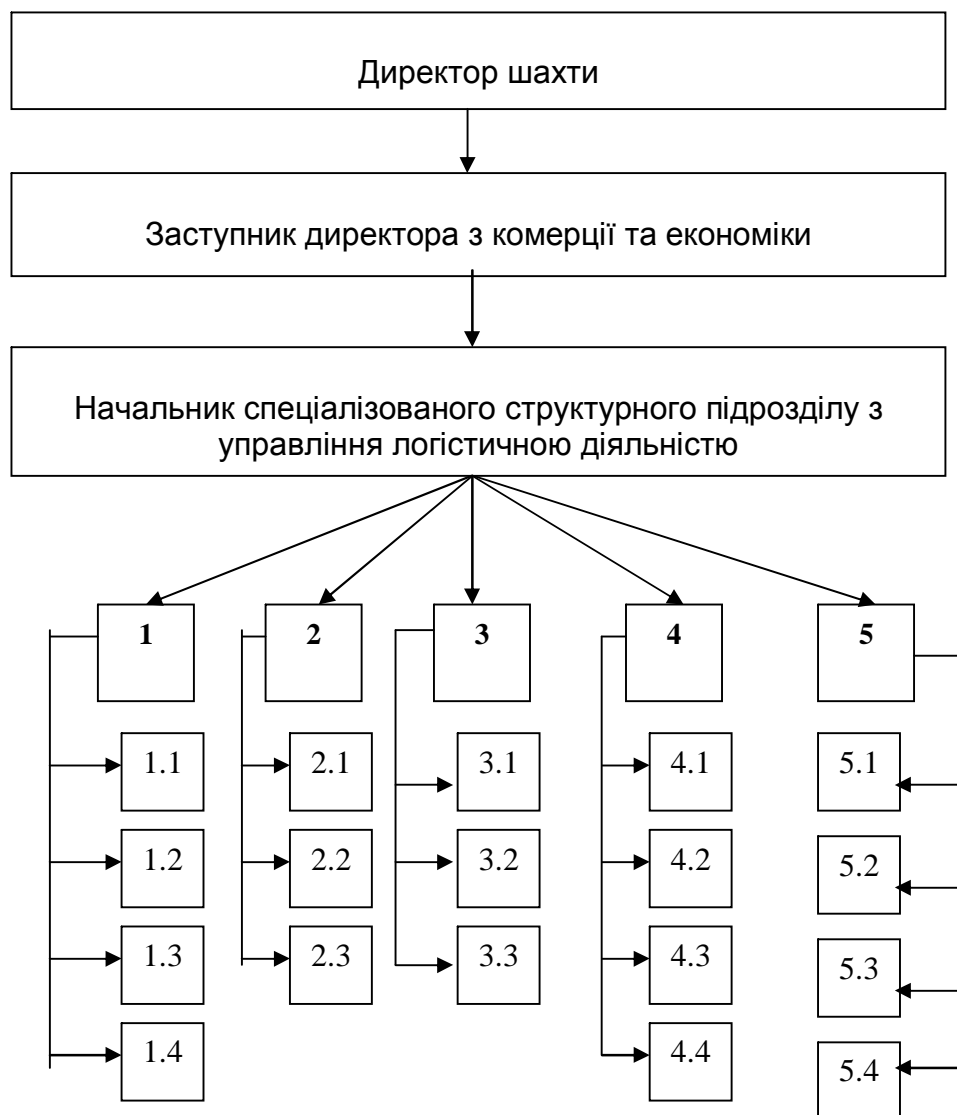 Директор шахти
Заступник директора з комерції та економіки
Начальник спеціалізованого структурного підрозділу з
управління логістичною діяльністю
1 2 3 4 5
1.1 2.1 3.1 4.1 5.1
1.2 2.2 3.2 4.2 5.2
1.3 2.3 3.3 4.3 5.3
1.4 4.4 5.4